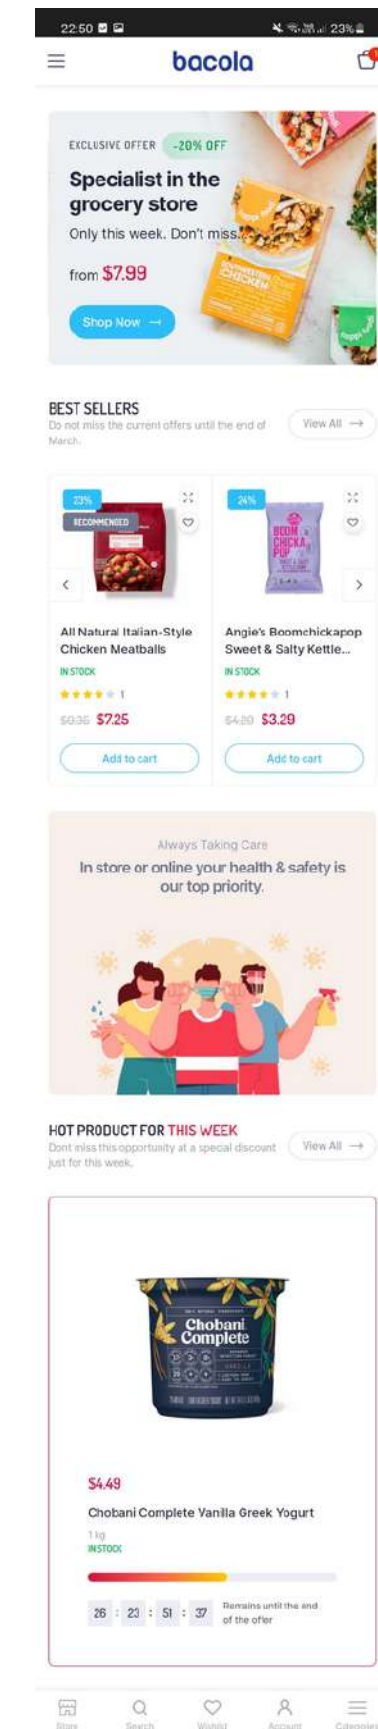 22:50
23%
bacola
EXCLUSIVE OFFER -20% OFF
Specialist in the
grocery store
Only this week. Don't miss...
from $7.99
Shop Now →
SOUTHWESTERN
CHICKEN
BEST SELLERS
Do not miss the current offers until the end of
March.
View All →
23%
RECOMMENDED
24%
BOOM
CHICKA
POP
All Natural Italian-Style
Chicken Meatballs
IN STOCK
1
$7.25
Add to cart
Angie's Boomchickapop
Sweet & Salty Kettle...
IN STOCK
1
$4.29 $3.29
Add to cart
Always Taking Care
In store or online your health & safety is
our top priority.
HOT PRODUCT FOR THIS WEEK
Dont miss this opportunity at a special discount
just for this week.
View All →
Chobani
Complete
VANILLA
$4.49
Chobani Complete Vanilla Greek Yogurt
1 kg
IN STOCK
26 : 23 : 51 : 37
Remains until the end
of the offer
Store
Search
Wishlist
Account
Categories